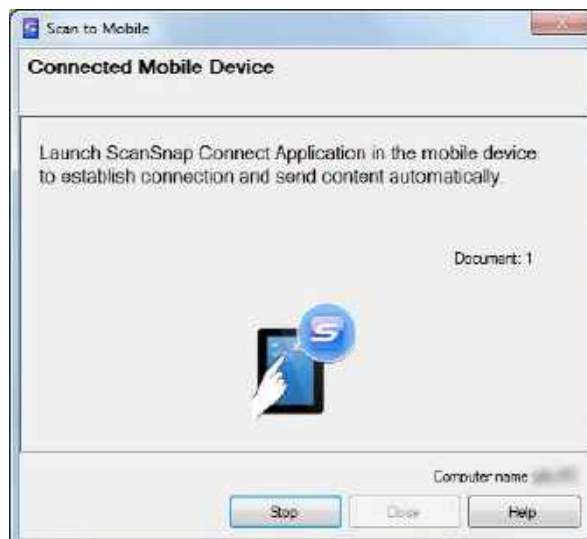 Scan to Mobile
Connected Mobile Device
Launch ScanSnap Connect Application in the mobile device
to establish connection and send content automatically.
Document: 1
S
Computer name
Stop Close Help